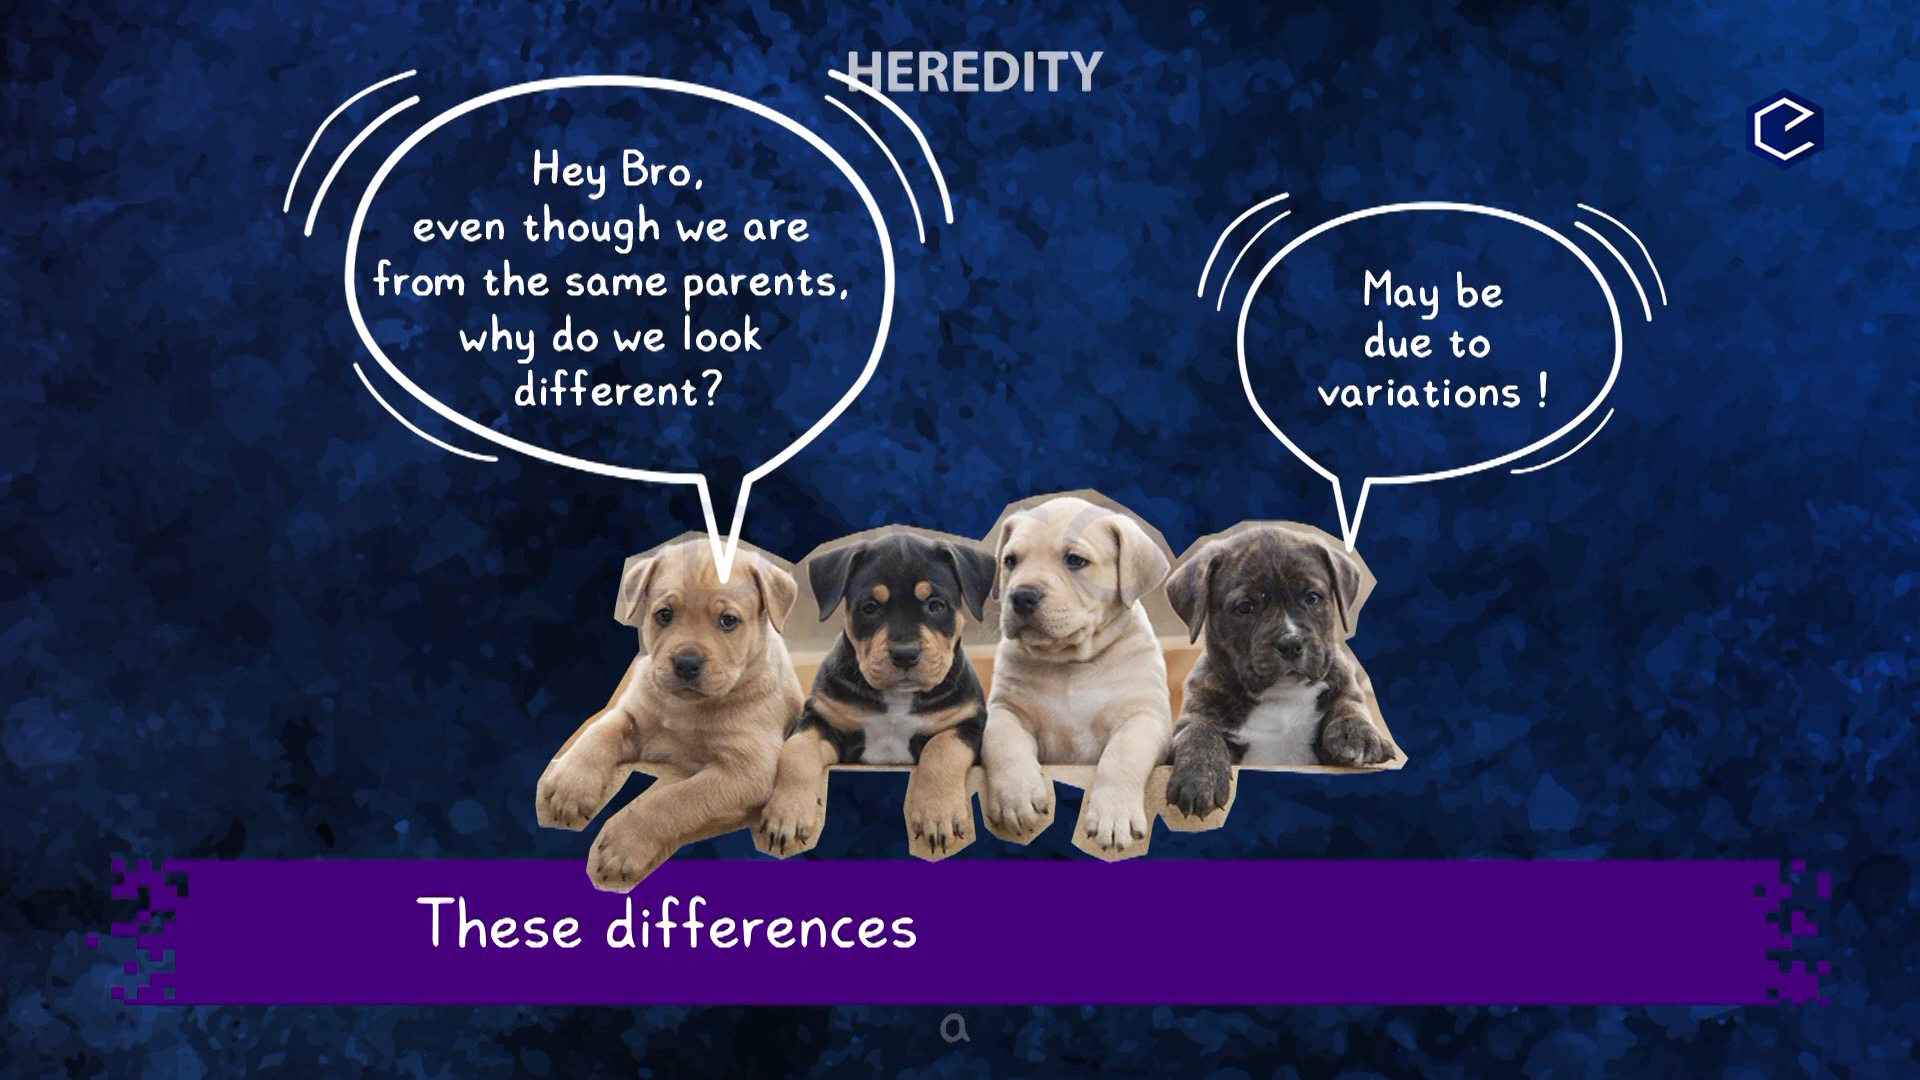 HEREDITY
Hey Bro,
even though we are
from the same parents,
why do we look
different?
May be
due to
variations !
These differences
a